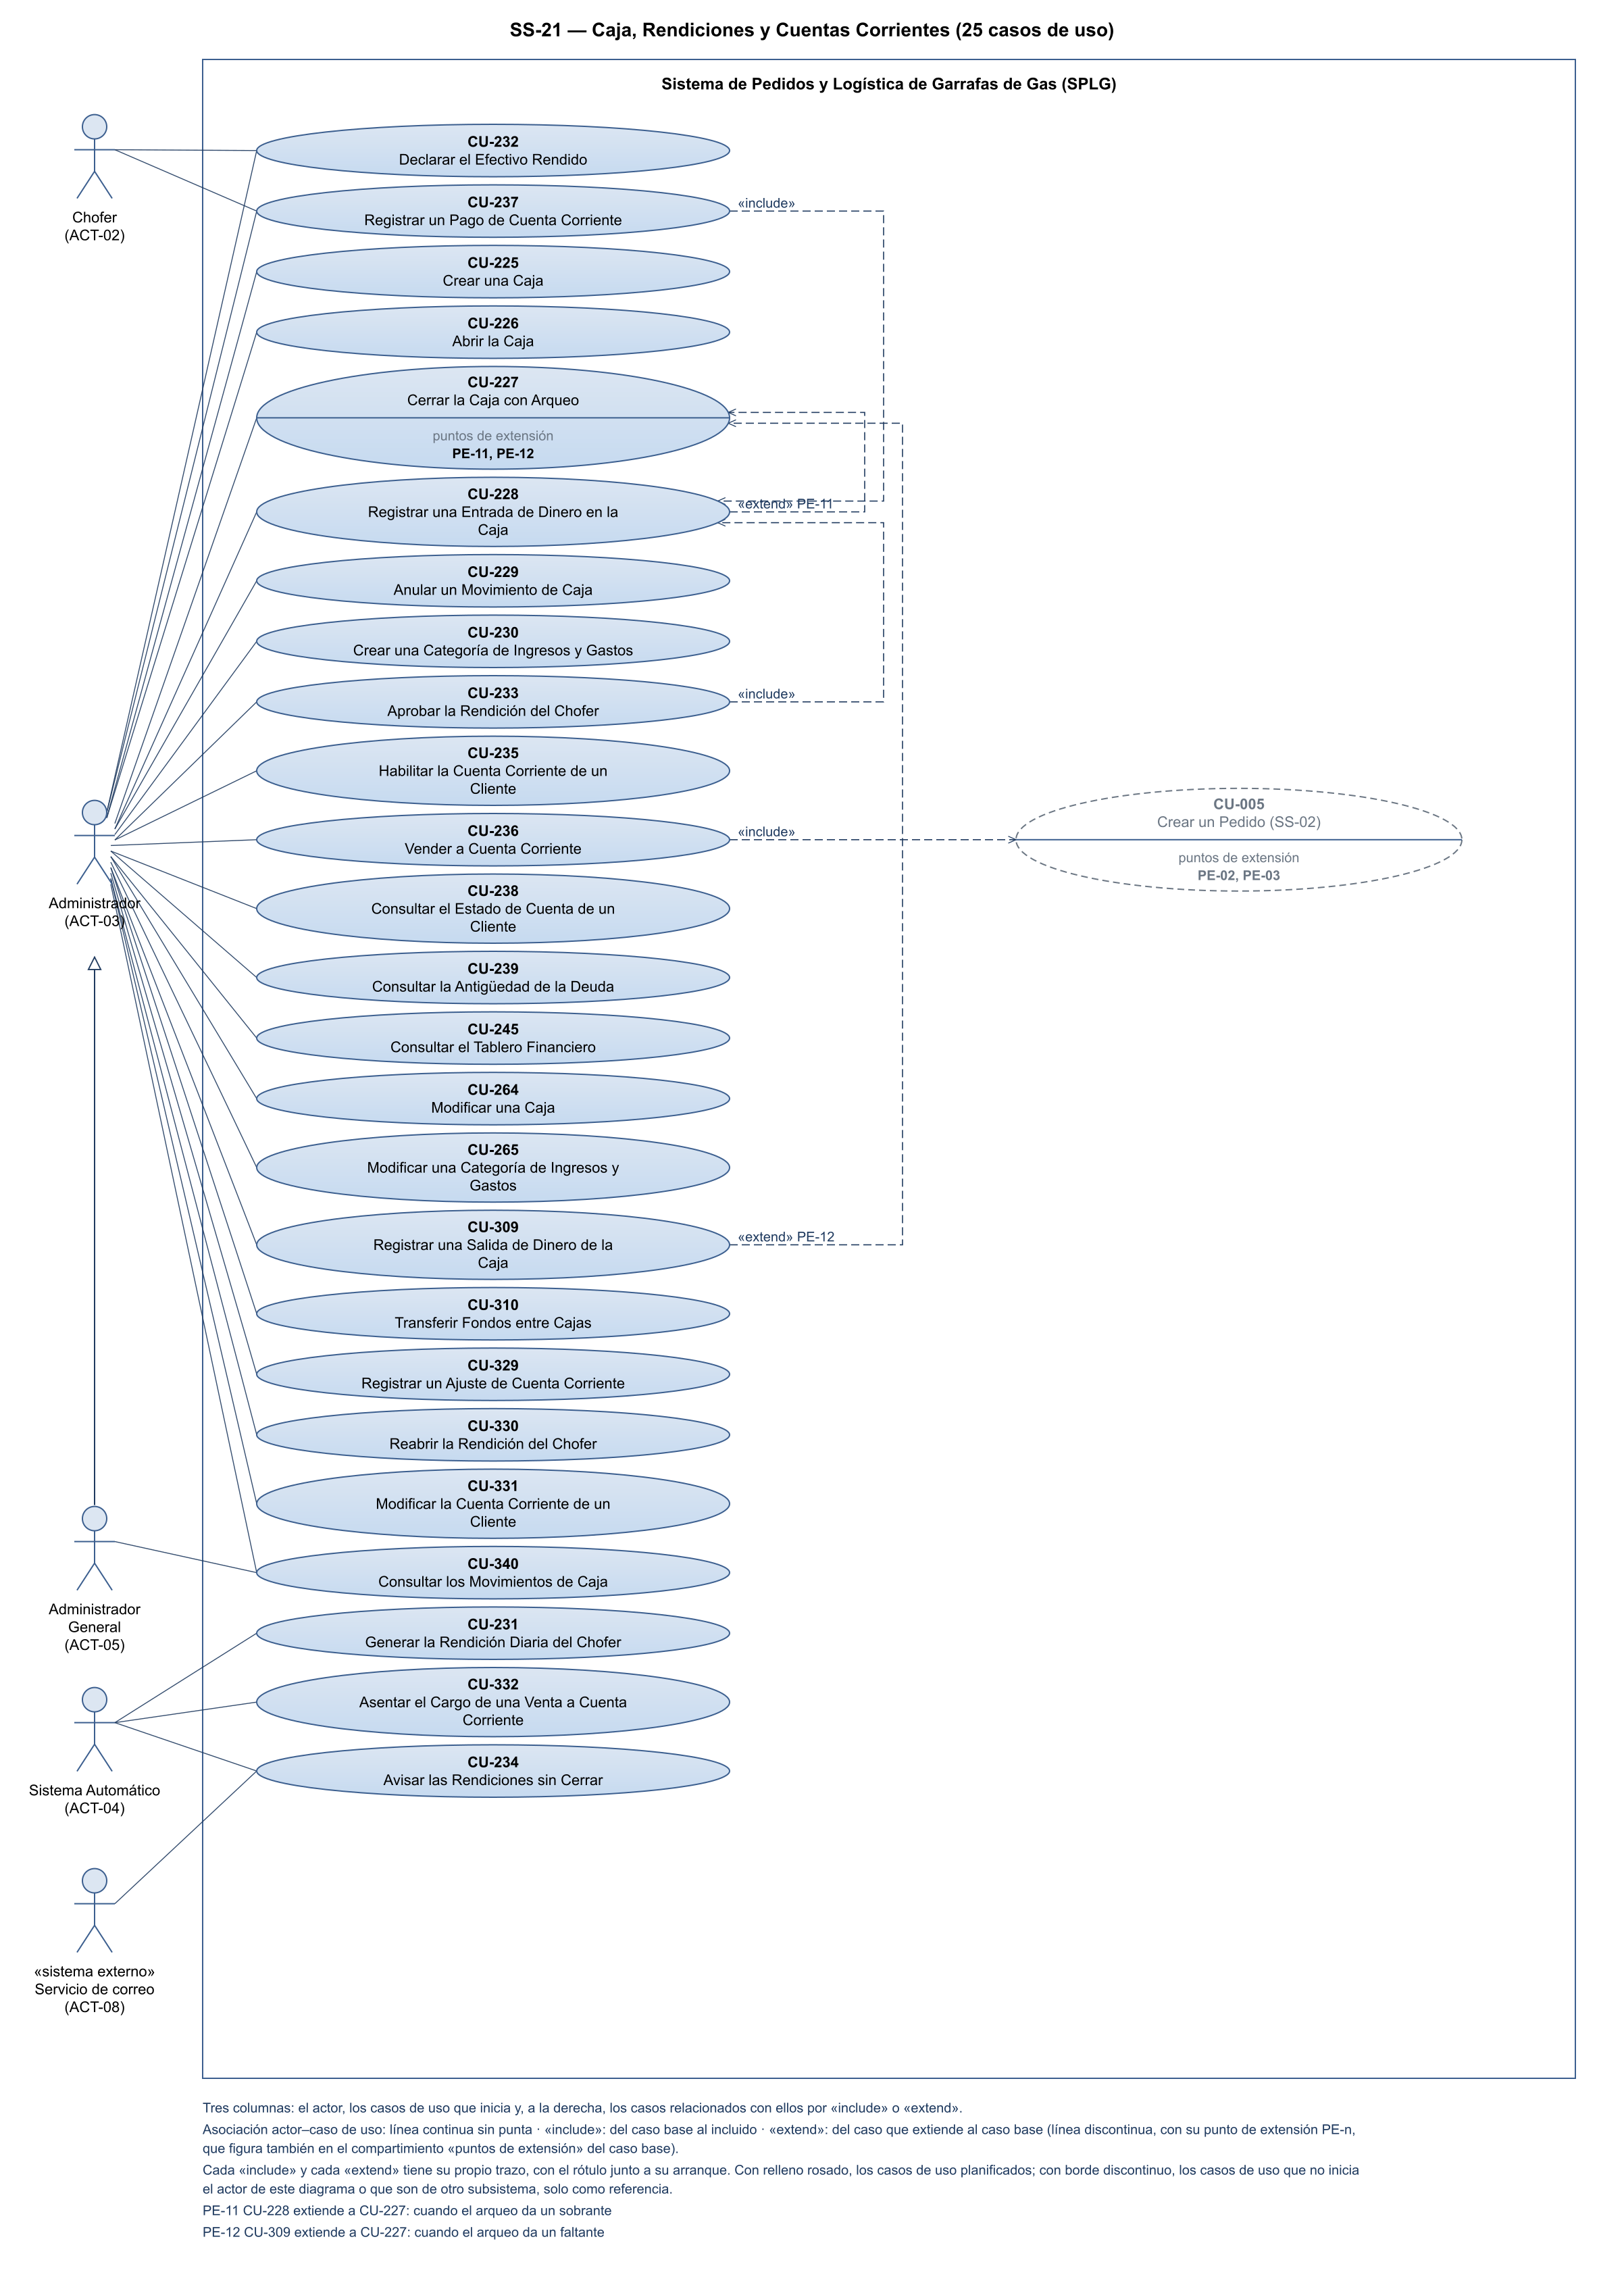 SS-21 — Caja, Rendiciones y Cuentas Corrientes (25 casos de uso)
Sistema de Pedidos y Logística de Garrafas de Gas (SPLG)
Chofer
(ACT-02)
CU-232
Declarar el Efectivo Rendido
CU-237
Registrar un Pago de Cuenta Corriente
«include»
CU-225
Crear una Caja
CU-226
Abrir la Caja
CU-227
Cerrar la Caja con Arqueo
puntos de extensión
PE-11, PE-12
CU-228
Registrar una Entrada de Dinero en la
Caja
«extend» PE-11
CU-229
Anular un Movimiento de Caja
CU-230
Crear una Categoría de Ingresos y Gastos
CU-233
Aprobar la Rendición del Chofer
«include»
CU-235
Habilitar la Cuenta Corriente de un
Cliente
CU-236
Vender a Cuenta Corriente
«include»
CU-005
Crear un Pedido (SS-02)
puntos de extensión
PE-02, PE-03
Administrador
(ACT-03)
CU-238
Consultar el Estado de Cuenta de un
Cliente
CU-239
Consultar la Antigüedad de la Deuda
CU-245
Consultar el Tablero Financiero
CU-264
Modificar una Caja
CU-265
Modificar una Categoría de Ingresos y
Gastos
CU-309
Registrar una Salida de Dinero de la
Caja
«extend» PE-12
CU-310
Transferir Fondos entre Cajas
CU-329
Registrar un Ajuste de Cuenta Corriente
CU-330
Reabrir la Rendición del Chofer
CU-331
Modificar la Cuenta Corriente de un
Cliente
CU-340
Consultar los Movimientos de Caja
Administrador
General
(ACT-05)
CU-231
Generar la Rendición Diaria del Chofer
CU-332
Asentar el Cargo de una Venta a Cuenta
Corriente
CU-234
Avisar las Rendiciones sin Cerrar
Sistema Automático
(ACT-04)
«sistema externo»
Servicio de correo
(ACT-08)
Tres columnas: el actor, los casos de uso que inicia y, a la derecha, los casos relacionados con ellos por «include» o «extend».
Asociación actor–caso de uso: línea continua sin punta · «include»: del caso base al incluido · «extend»: del caso que extiende al caso base (línea discontinua, con su punto de extensión PE-n,
que figura también en el compartimiento «puntos de extensión» del caso base).
Cada «include» y cada «extend» tiene su propio trazo, con el rótulo junto a su arranque. Con relleno rosado, los casos de uso planificados; con borde discontinuo, los casos de uso que no inicia
el actor de este diagrama o que son de otro subsistema, solo como referencia.
PE-11 CU-228 extiende a CU-227: cuando el arqueo da un sobrante
PE-12 CU-309 extiende a CU-227: cuando el arqueo da un faltante